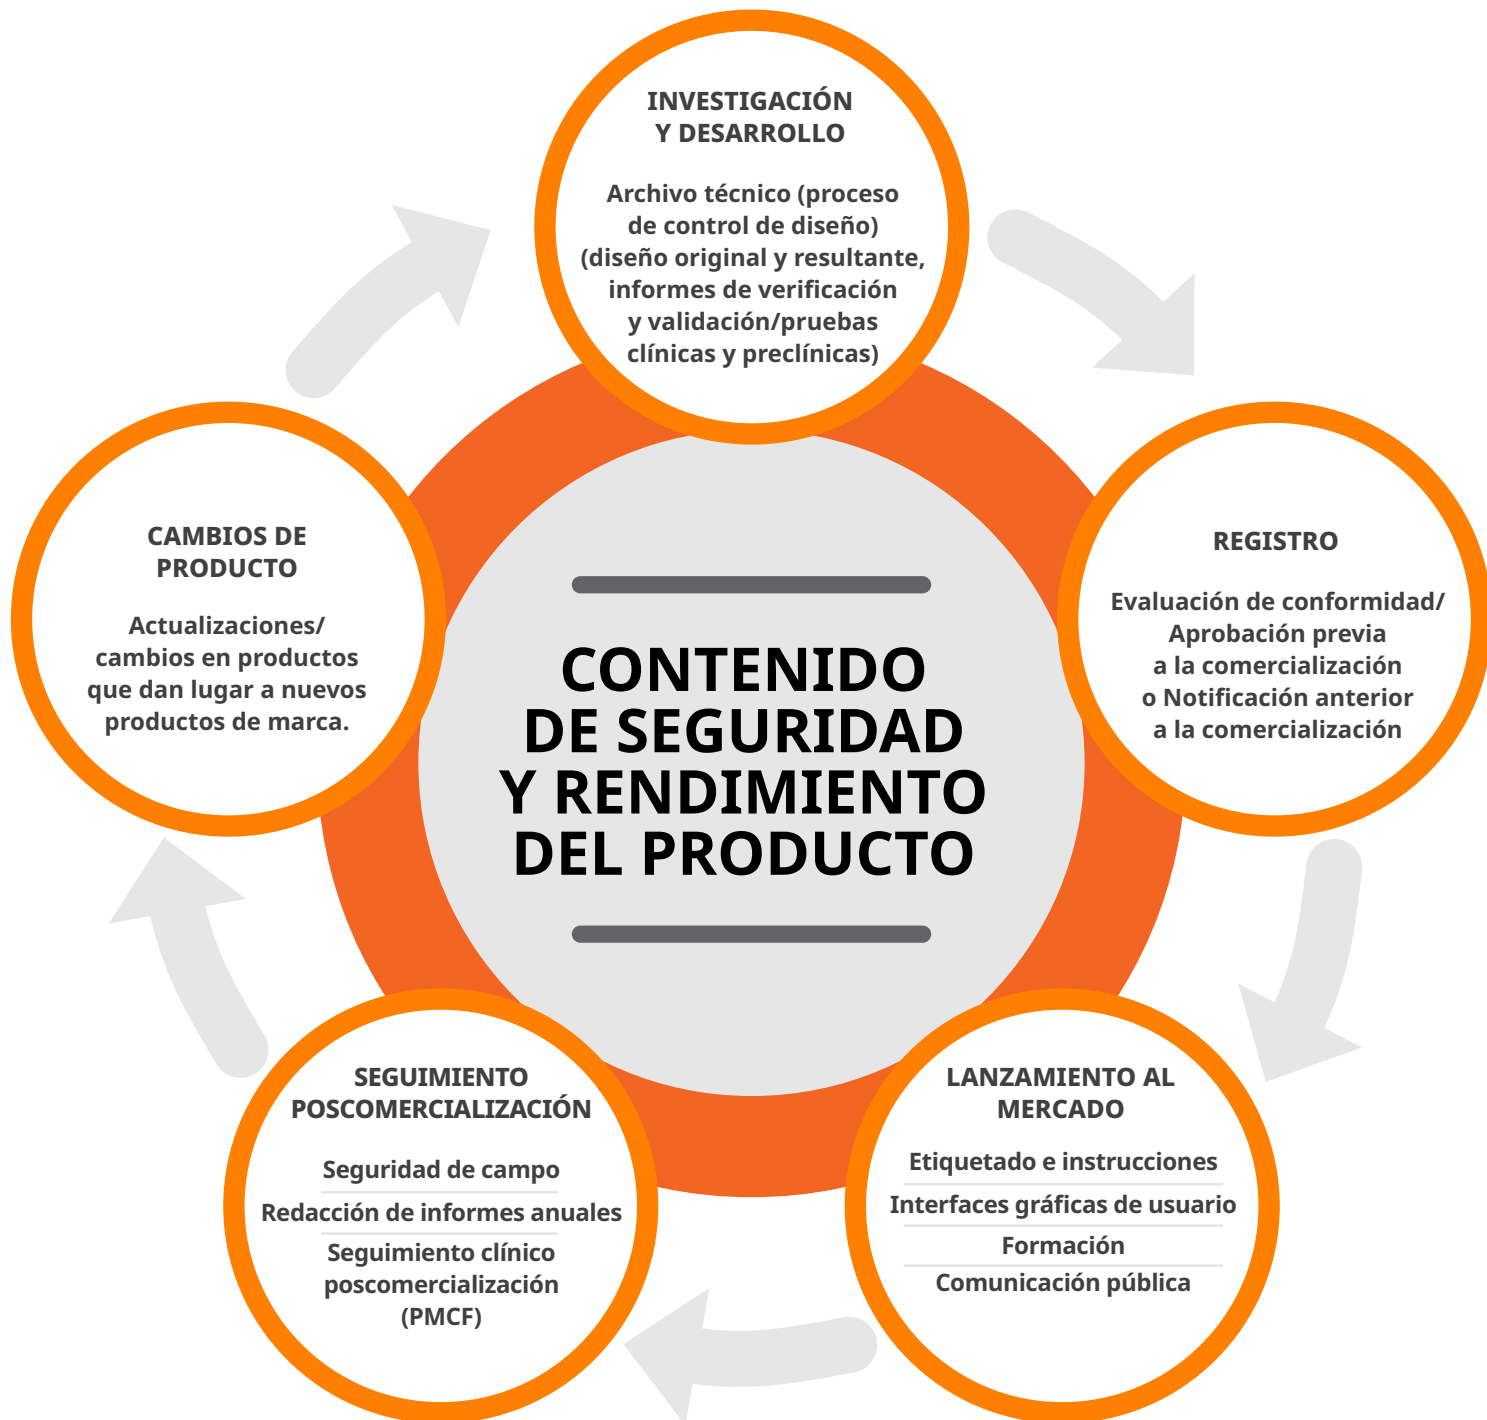 INVESTIGACIÓN
Y DESARROLLO
Archivo técnico (proceso
de control de diseño)
(diseño original y resultante,
informes de verificación
y validación/pruebas
clínicas y preclínicas)
REGISTRO
Evaluación de conformidad/
Aprobación previa
a la comercialización
o Notificación anterior
a la comercialización
LANZAMIENTO AL
MERCADO
Etiquetado e instrucciones
Interfaces gráficas de usuario
Formación
Comunicación pública
SEGUIMIENTO
POSCOMERCIALIZACIÓN
Seguridad de campo
Redacción de informes anuales
Seguimiento clínico
poscomercialización
(PMCF)
CAMBIOS DE
PRODUCTO
Actualizaciones/
cambios en productos
que dan lugar a nuevos
productos de marca.
CONTENIDO
DE SEGURIDAD
Y RENDIMIENTO
DEL PRODUCTO